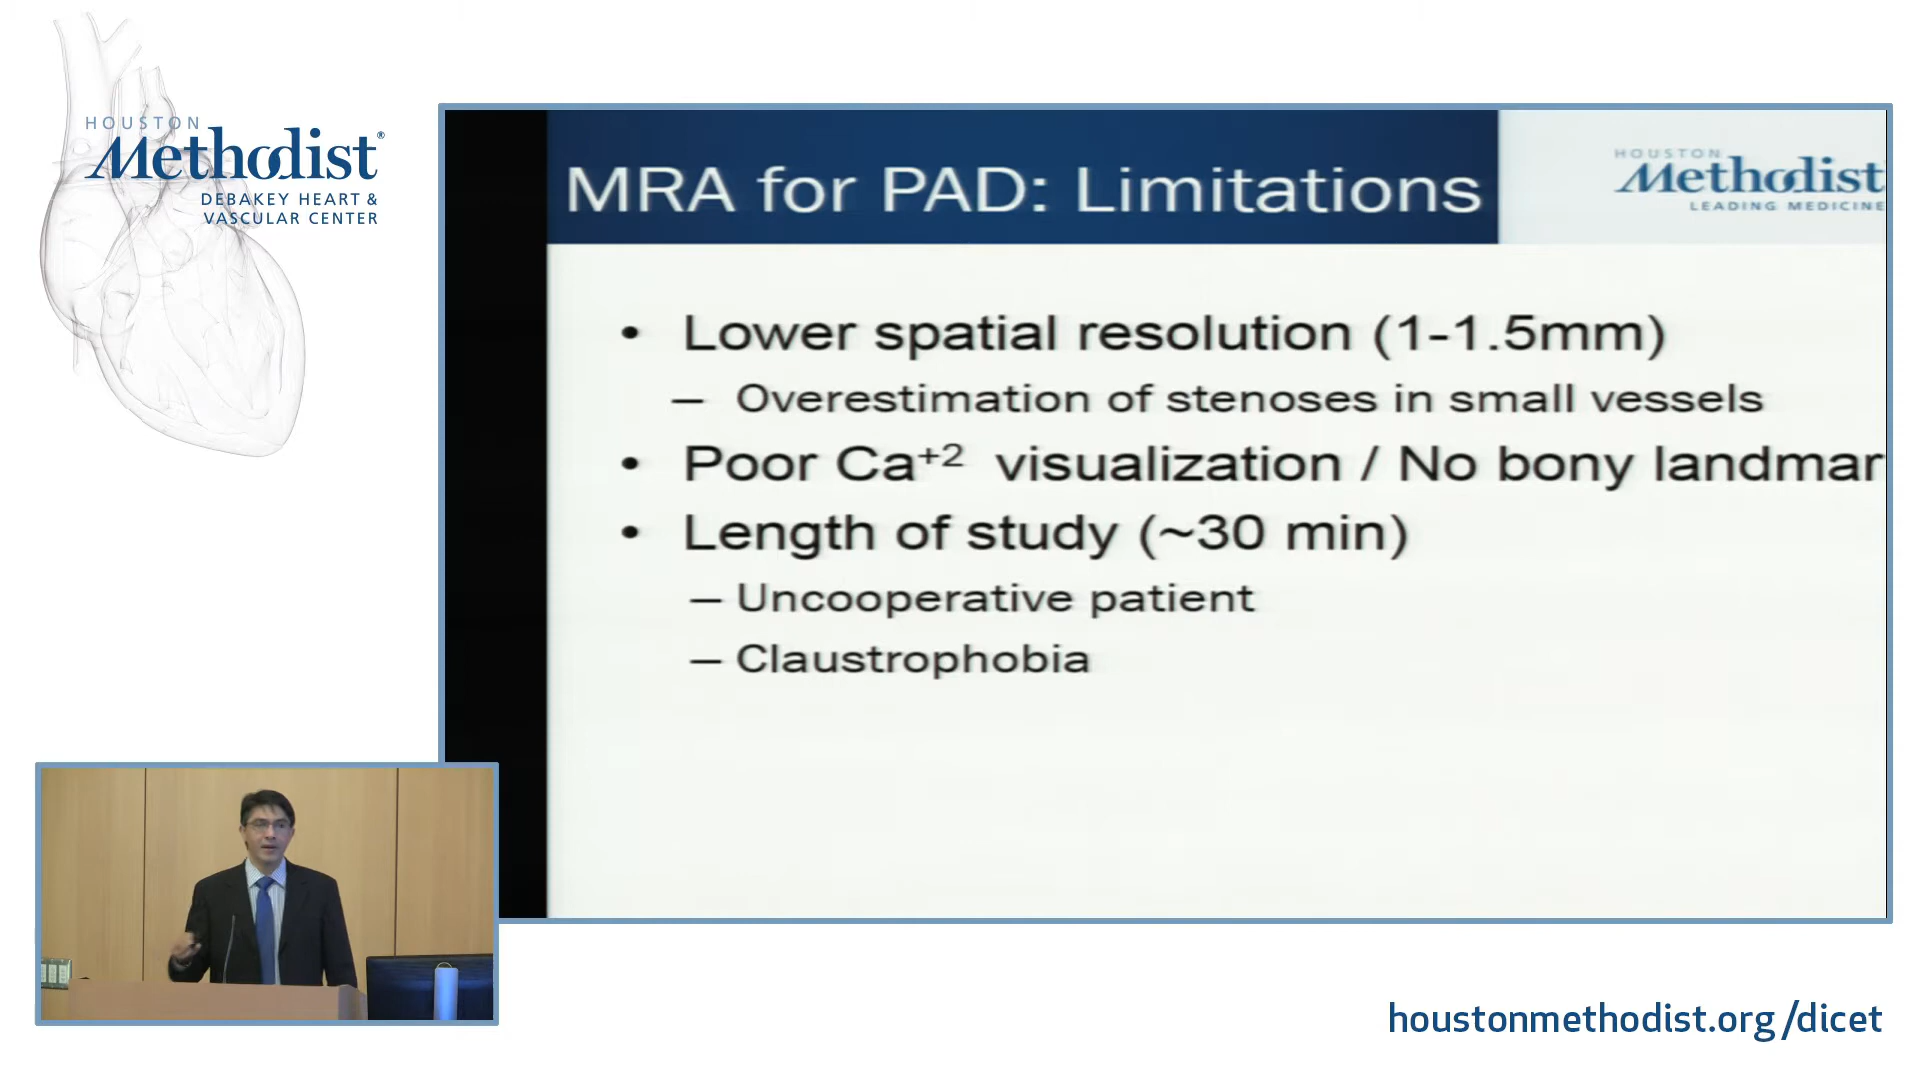 HOUSTON
Methodist®
DEBAKEY HEART &
VASCULAR CENTER
MRA for PAD: Limitations
HOUSTON
Methodist
LEADING MEDICINE
• Lower spatial resolution (1-1.5mm)
– Overestimation of stenoses in small vessels
• Poor Ca+2 visualization / No bony landmar
• Length of study (~30 min)
– Uncooperative patient
– Claustrophobia
houstonmethodist.org/dicet